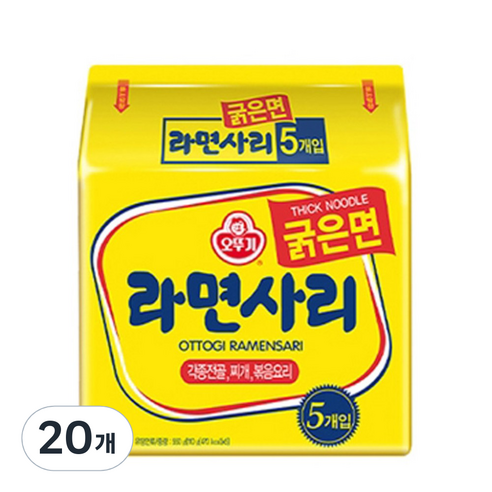 굵은면
라면사리 5개입
THICK NOODLE
굵은면
오뚜기
라면사리
OTTOGI RAMENSARI
각종전골, 찌개, 볶음요리
5개입
20개